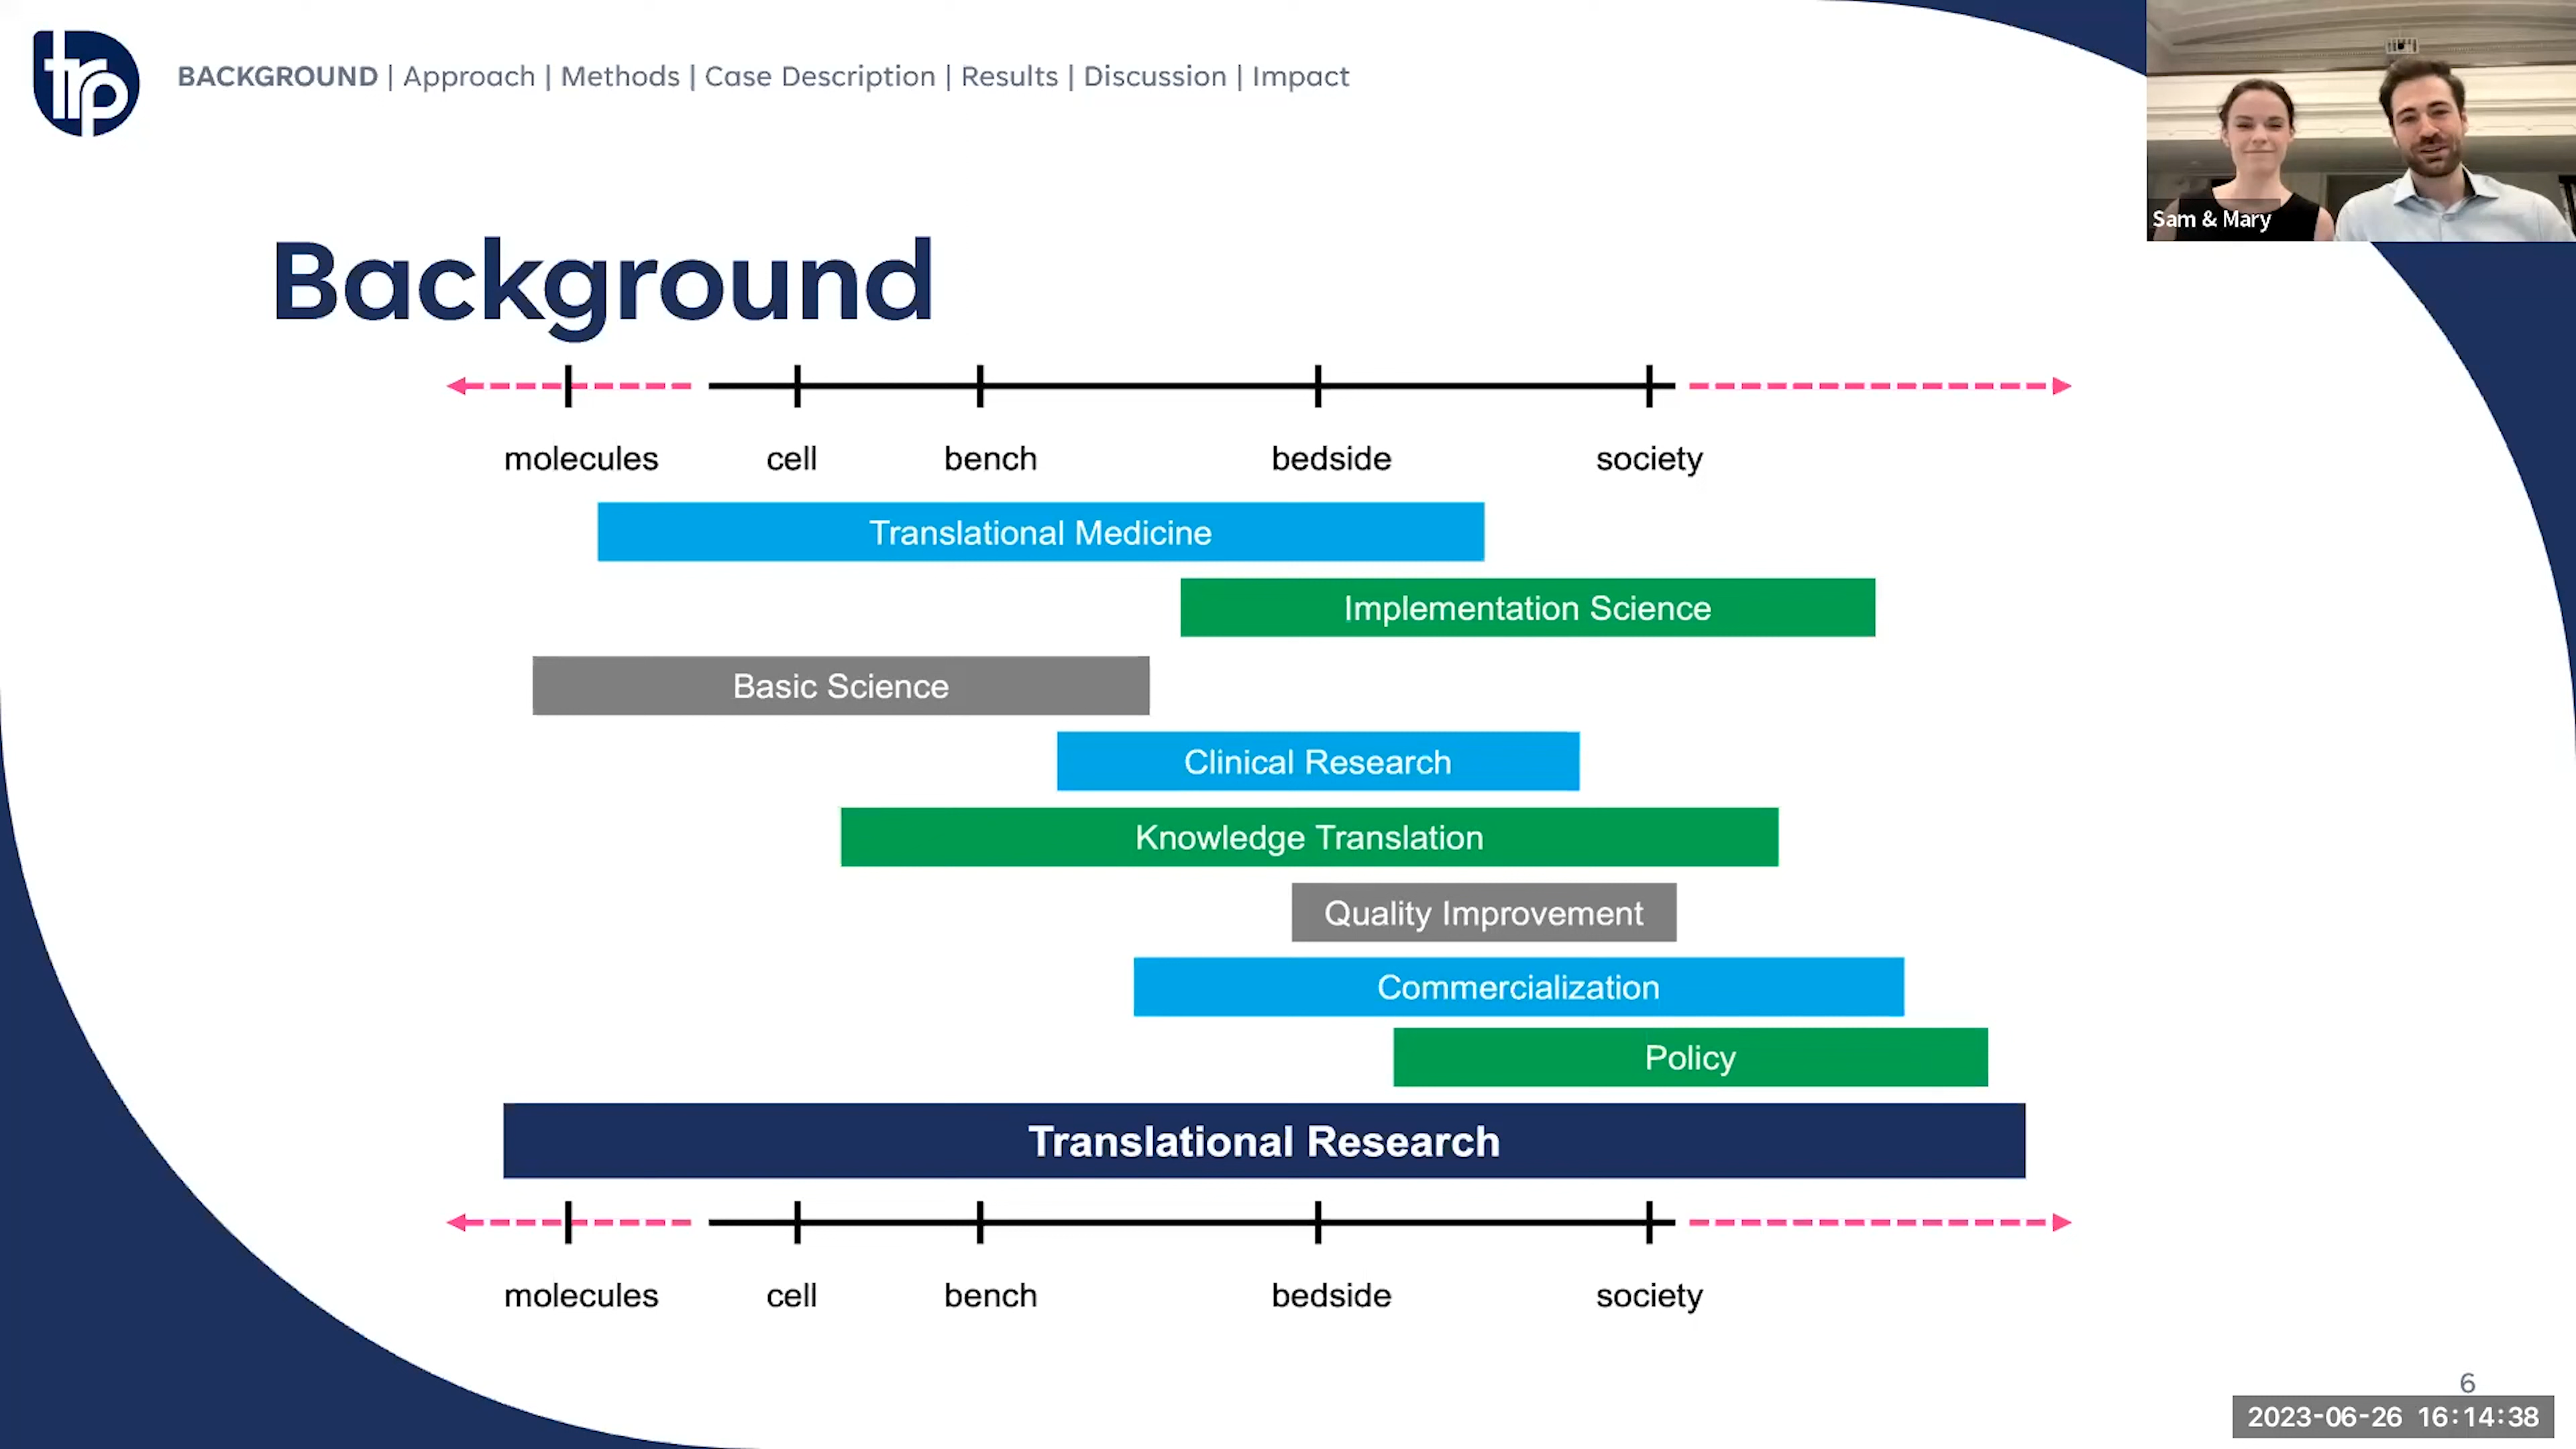 trp
BACKGROUND | Approach | Methods | Case Description | Results | Discussion | Impact
Sam & Mary
Background
molecules cell bench bedside society
Translational Medicine
Implementation Science
Basic Science
Clinical Research
Knowledge Translation
Quality Improvement
Commercialization
Policy
Translational Research
molecules cell bench bedside society
6
2023-06-26 16:14:38